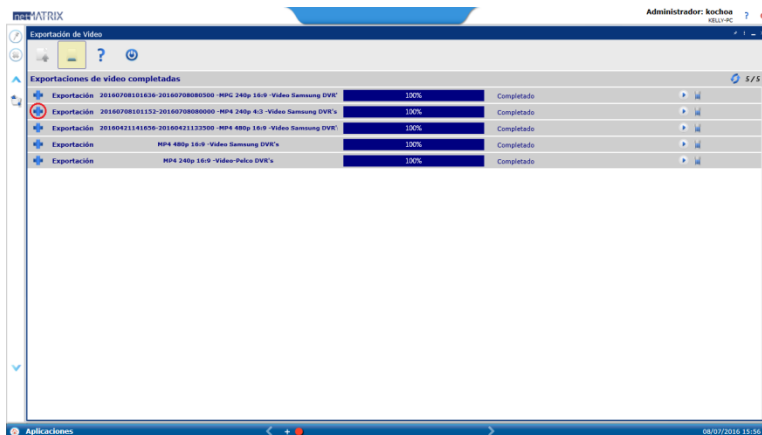 netMATRIX
Administrador: kochoa ?
KELLY-PC
Exportación de Video
?
Exportaciones de video completadas 5/5
Exportación 20160708101636-20160708080500 -MPG 240p 16:9 -Video Samsung DVR' 100% Completado
Exportación 20160708101152-20160708080000 -MP4 240p 4:3 -Video Samsung DVR's 100% Completado
Exportación 20160421141656-20160421133500 -MP4 480p 16:9 -Video Samsung DVR' 100% Completado
Exportación MP4 480p 16:9 -Video Samsung DVR's 100% Completado
Exportación MP4 240p 16:9 -Video-Pelco DVR's 100% Completado
Aplicaciones 08/07/2016 15:56